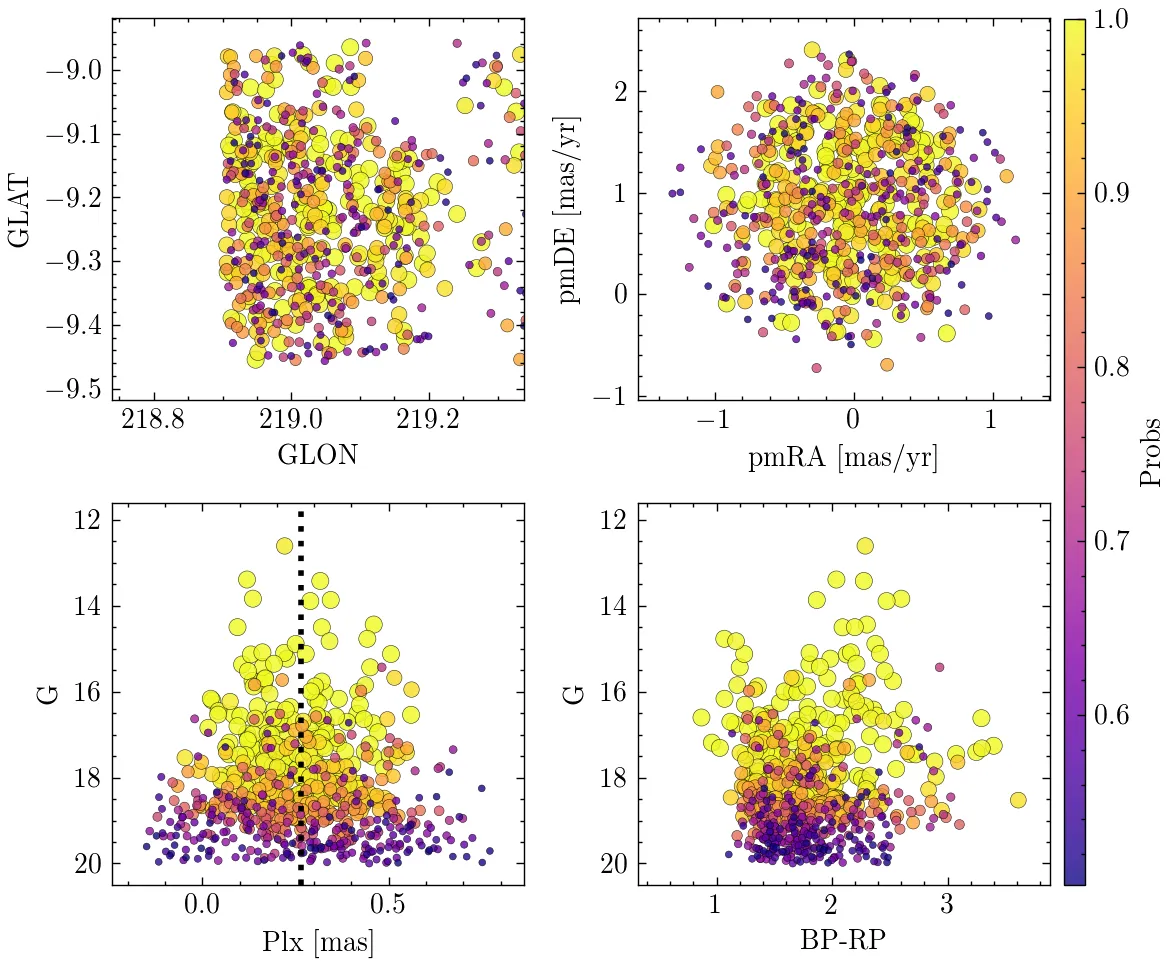 −9.0
−9.1
−9.2
−9.3
−9.4
−9.5
GLAT
218.8 219.0 219.2
GLON
2
1
0
−1
pmDE [mas/yr]
−1 0 1
pmRA [mas/yr]
1.0
0.9
0.8
0.7
0.6
Probs
12
14
16
18
20
G
0.0 0.5
Plx [mas]
12
14
16
18
20
G
1 2 3
BP-RP